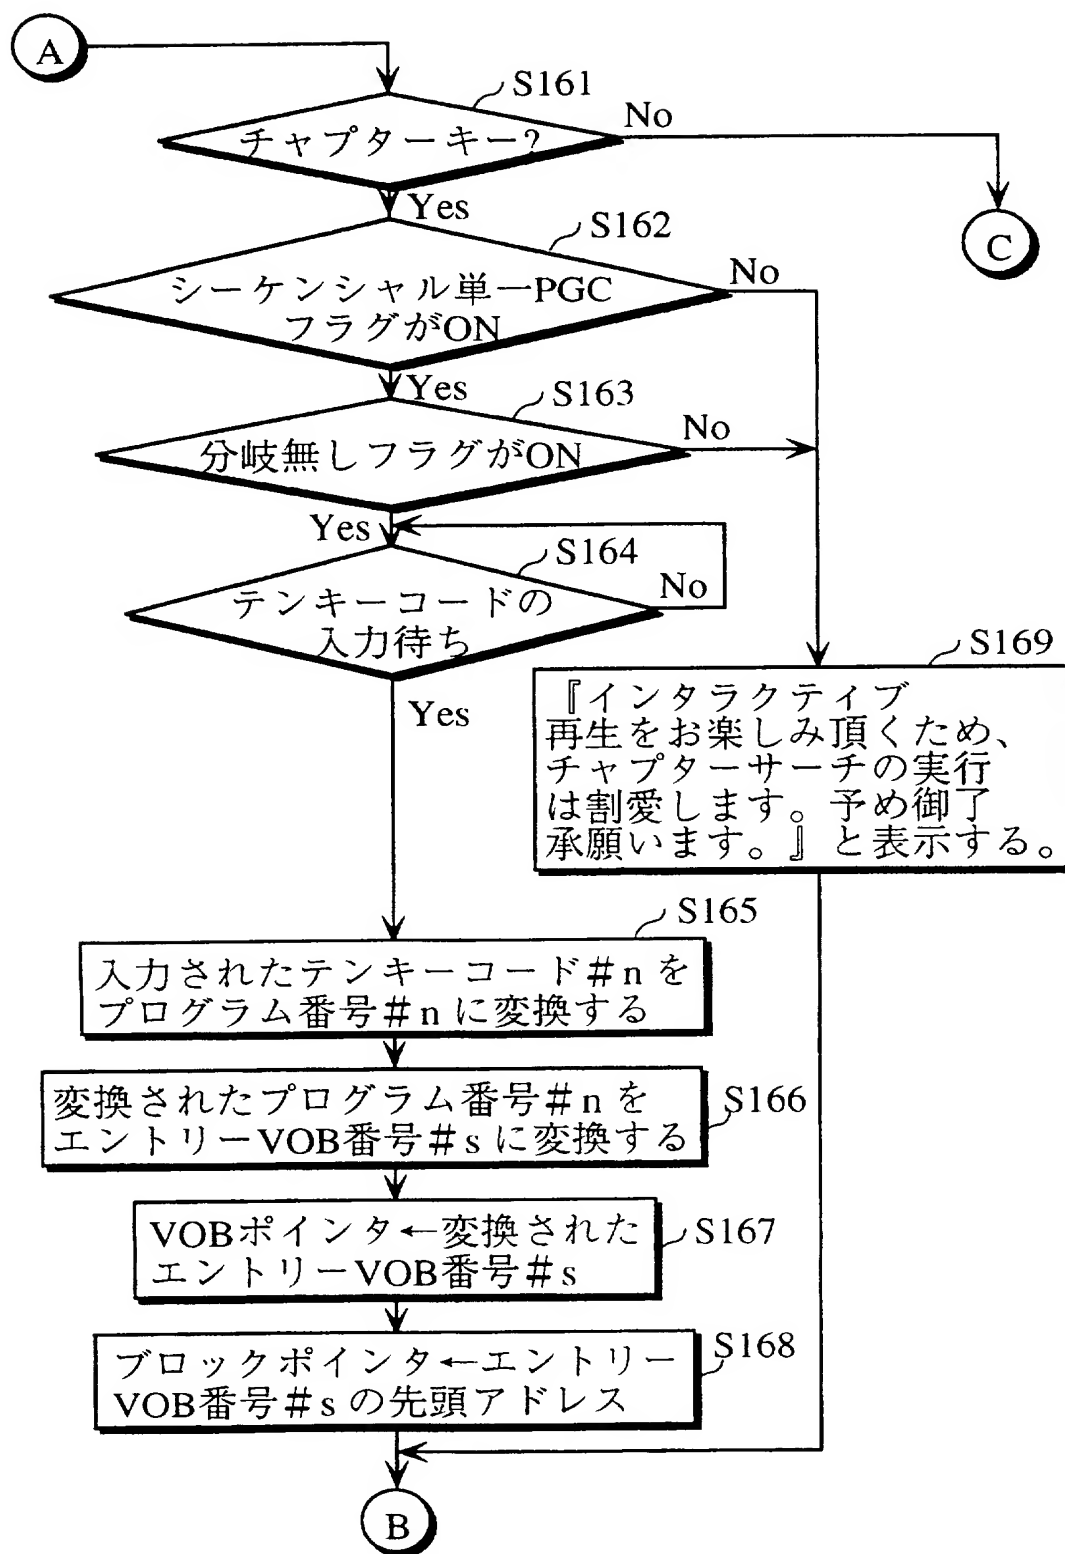 A
S161
チャプターキー?
No
Yes
C
S162
シーケンシャル単一PGC
フラグがON
No
Yes
S163
分岐無しフラグがON
No
Yes
S164
テンキーコードの
入力待ち
No
Yes
S169
『インタラクティブ
再生をお楽しみ頂くため、
チャプターサーチの実行
は割愛します。予め御了
承願います。』と表示する。
S165
入力されたテンキーコード#nを
プログラム番号#nに変換する
変換されたプログラム番号#nを
エントリーVOB番号#sに変換する
S166
VOBポインタ←変換された
エントリーVOB番号#s
S167
ブロックポインタ←エントリー
VOB番号#sの先頭アドレス
S168
B